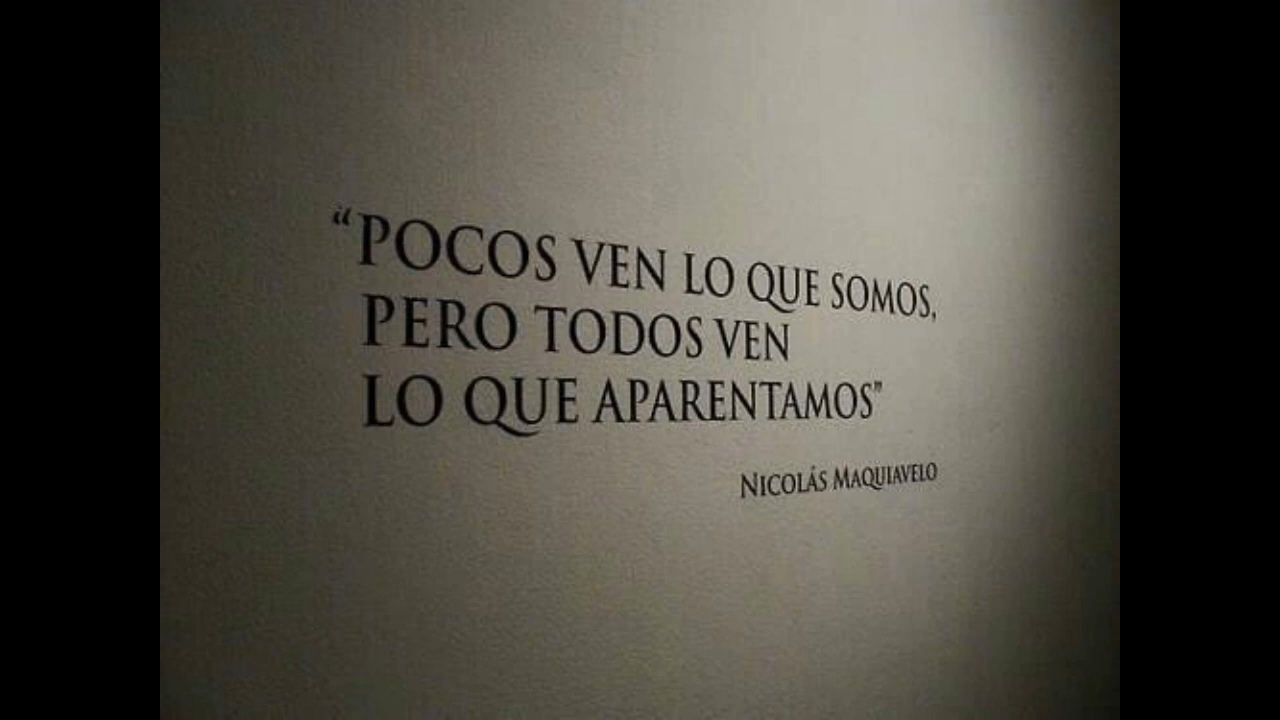 “POCOS VEN LO QUE SOMOS,
PERO TODOS VEN
LO QUE APARENTAMOS”
NICOLÁS MAQUIAVELO